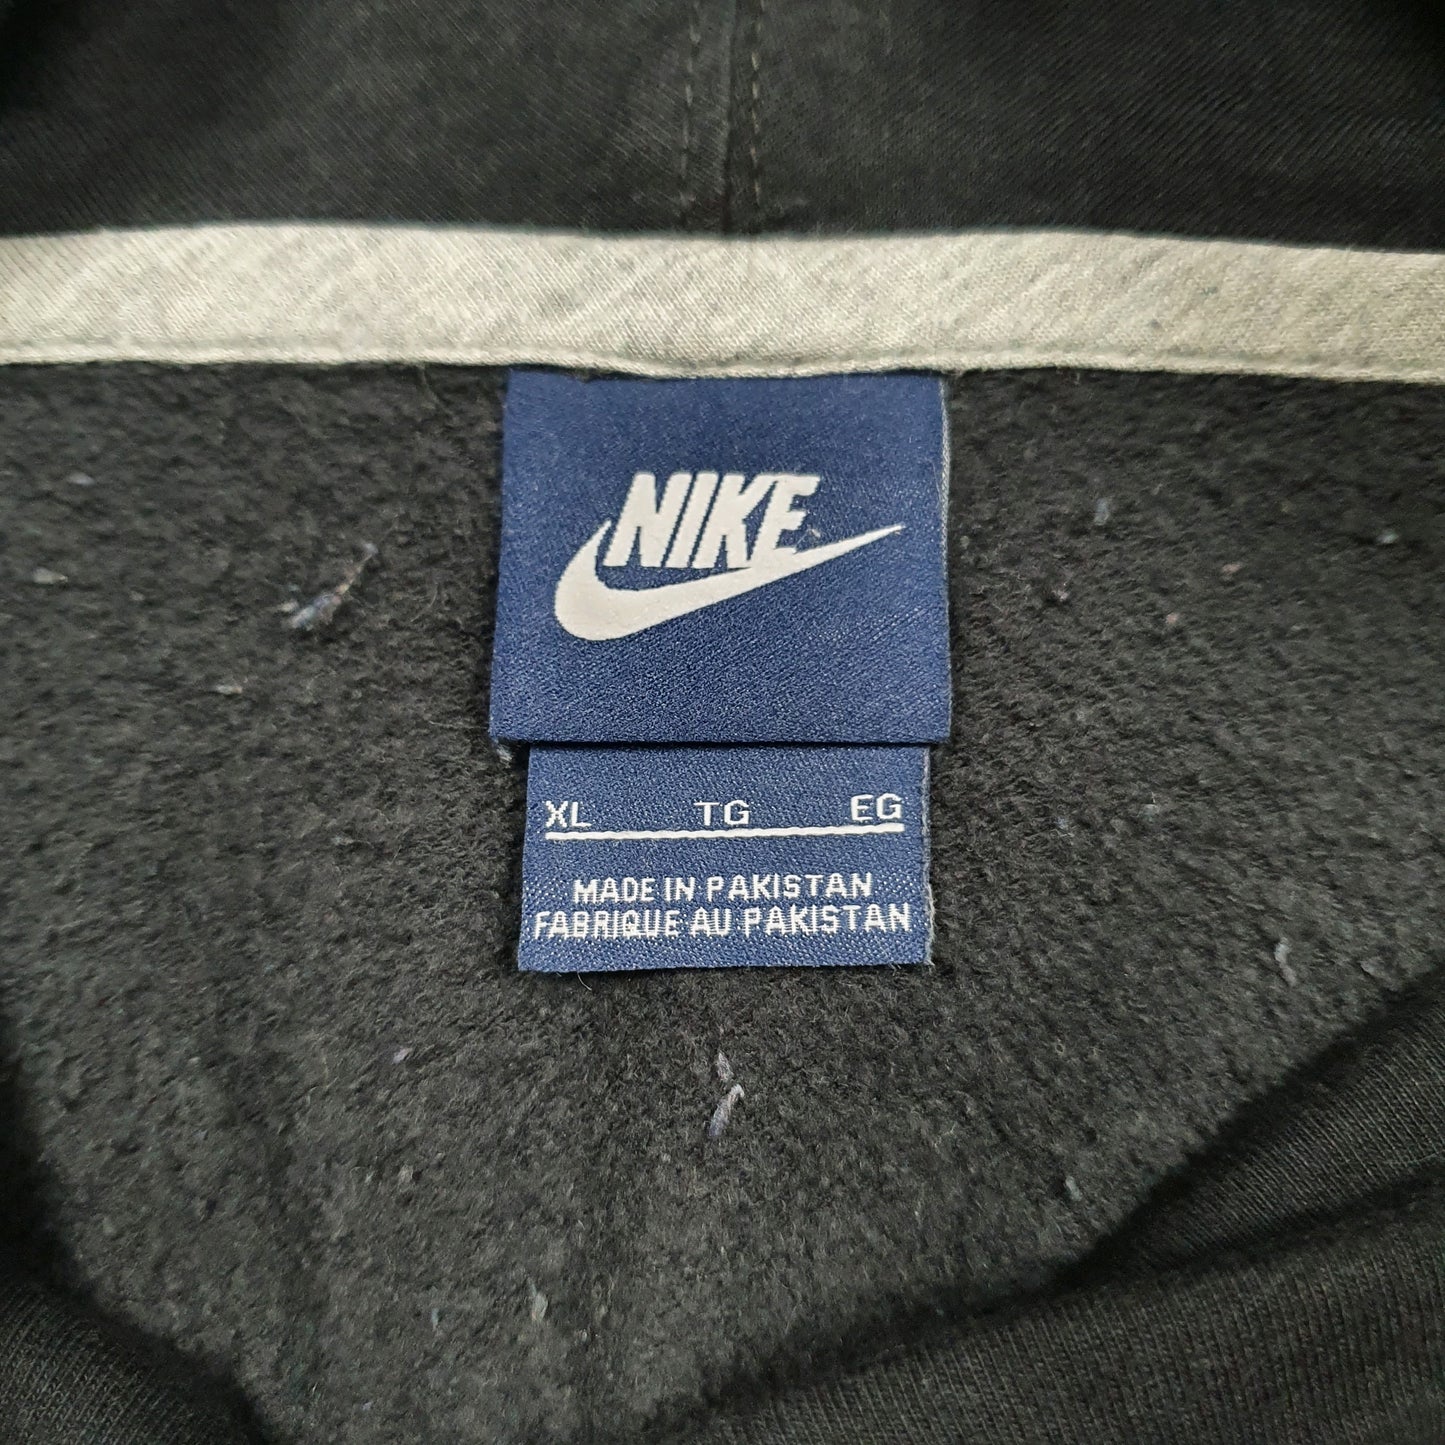 NIKE
XL TG EG
MADE IN PAKISTAN
FABRIQUE AU PAKISTAN